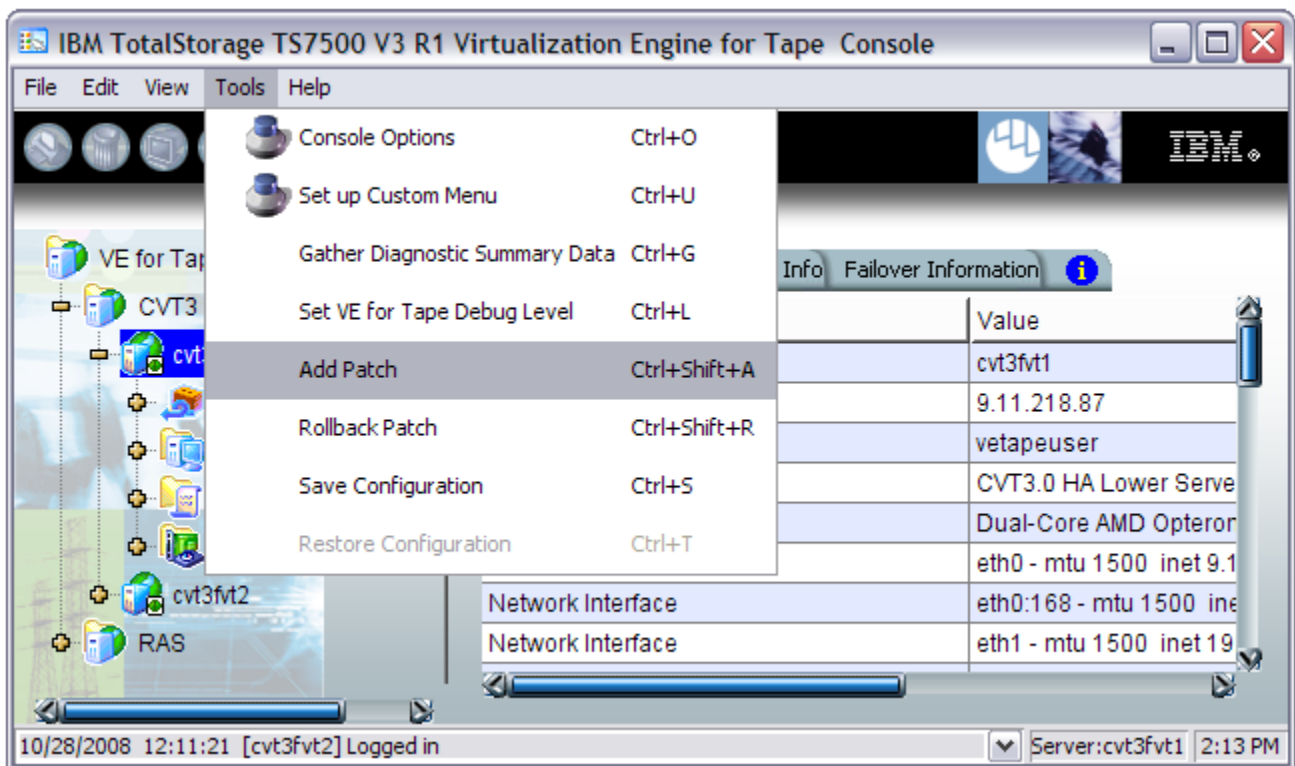 IBM TotalStorage TS7500 V3 R1 Virtualization Engine for Tape Console
File Edit View Tools Help
IBM
Console Options Ctrl+O
Set up Custom Menu Ctrl+U
Gather Diagnostic Summary Data Ctrl+G
Set VE for Tape Debug Level Ctrl+L
Add Patch Ctrl+Shift+A
Rollback Patch Ctrl+Shift+R
Save Configuration Ctrl+S
Restore Configuration Ctrl+T
VE for Tap
CVT3
cvt
cvt3fvt2
RAS
Info Failover Information i
Value
cvt3fvt1
9.11.218.87
vetapeuser
CVT3.0 HA Lower Serve
Dual-Core AMD Opteron
eth0 - mtu 1500 inet 9.1
Network Interface eth0:168 - mtu 1500 ine
Network Interface eth1 - mtu 1500 inet 19
10/28/2008 12:11:21 [cvt3fvt2] Logged in Server:cvt3fvt1 2:13 PM